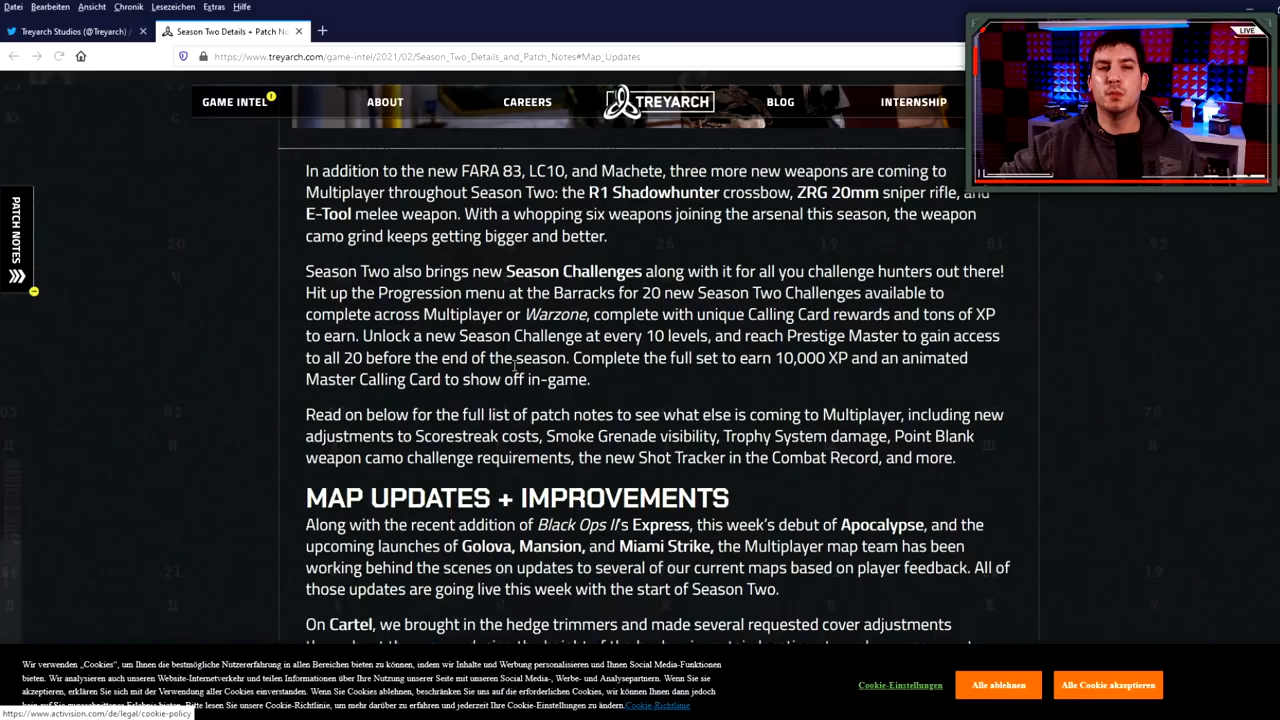 Datei Bearbeiten Ansicht Chronik Lesezeichen Extras Hilfe
Treyarch Studios (@Treyarch) /
Season Two Details + Patch No
https://www.treyarch.com/game-intel/2021/02/Season_Two_Details_and_Patch_Notes#Map_Updates
LIVE
GAME INTEL ABOUT CAREERS TREYARCH BLOG INTERNSHIP
PATCH NOTES
In addition to the new FARA 83, LC10, and Machete, three more new weapons are coming to
Multiplayer throughout Season Two: the R1 Shadowhunter crossbow, ZRG 20mm sniper rifle, and
E-Tool melee weapon. With a whopping six weapons joining the arsenal this season, the weapon
camo grind keeps getting bigger and better.
Season Two also brings new Season Challenges along with it for all you challenge hunters out there!
Hit up the Progression menu at the Barracks for 20 new Season Two Challenges available to
complete across Multiplayer or Warzone, complete with unique Calling Card rewards and tons of XP
to earn. Unlock a new Season Challenge at every 10 levels, and reach Prestige Master to gain access
to all 20 before the end of the season. Complete the full set to earn 10,000 XP and an animated
Master Calling Card to show off in-game.
Read on below for the full list of patch notes to see what else is coming to Multiplayer, including new
adjustments to Scorestreak costs, Smoke Grenade visibility, Trophy System damage, Point Blank
weapon camo challenge requirements, the new Shot Tracker in the Combat Record, and more.
MAP UPDATES + IMPROVEMENTS
Along with the recent addition of Black Ops II's Express, this week's debut of Apocalypse, and the
upcoming launches of Golova, Mansion, and Miami Strike, the Multiplayer map team has been
working behind the scenes on updates to several of our current maps based on player feedback. All of
those updates are going live this week with the start of Season Two.
On Cartel, we brought in the hedge trimmers and made several requested cover adjustments
Wir verwenden „Cookies“, um Ihnen die bestmögliche Nutzererfahrung in allen Bereichen bieten zu können, indem wir Inhalte und Werbung personalisieren und Ihnen Social Media-Funktionen
bieten. Wir analysieren auch unseren Website-Internetverkehr und teilen Informationen über Ihre Nutzung unserer Seite mit unseren Social Media-, Werbe- und Analysepartnern. Wenn Sie sie
akzeptieren, erklären Sie sich mit der Verwendung aller Cookies einverstanden. Wenn Sie Cookies ablehnen, beschränken Sie uns auf die erforderlichen Cookies, wir können Ihnen dann jedoch
Bitte lesen Sie unsere Cookie-Richtlinie, um mehr darüber zu erfahren und jederzeit Ihre Cookie-Einstellungen zu ändern.Cookie-Richtlinie
Cookie-Einstellungen Alle ablehnen Alle Cookie akzeptieren
https://www.activision.com/de/legal/cookie-policy